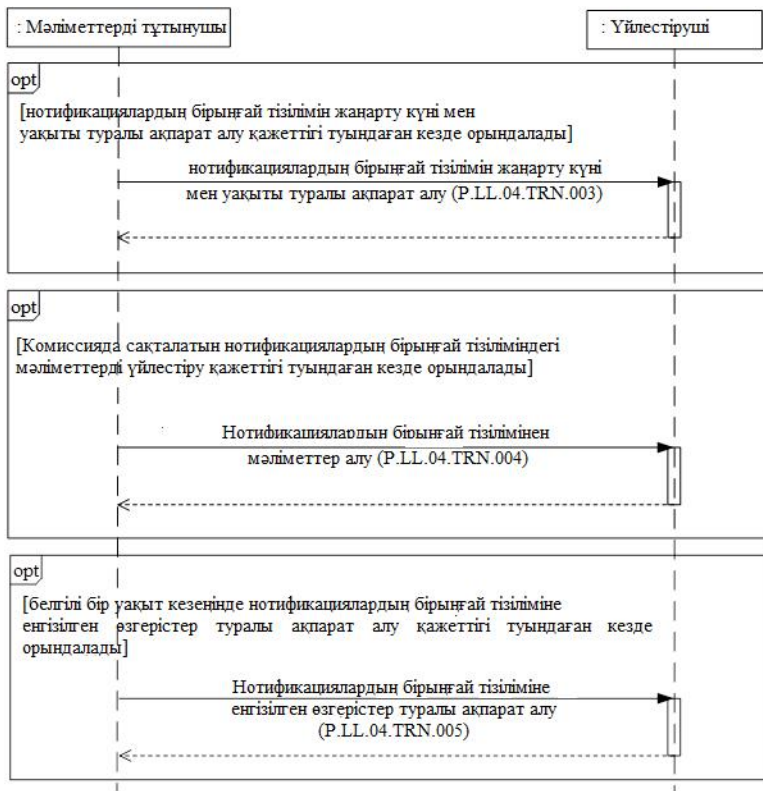 : Мәліметтерді тұтынушы
: Үйлестіруші
opt
[нотификациялардың бірыңғай тізілімін жаңарту күні мен
уақыты туралы ақпарат алу қажеттігі туындаған кезде орындалады]
нотификациялардың бірыңғай тізілімін жаңарту күні
мен уақыты туралы ақпарат алу (P.LL.04.TRN.003)
opt
[Комиссияда сақталатын нотификациялардың бірыңғай тізіліміндегі
мәліметтерді үйлестіру қажеттігі туындаған кезде орындалады]
Нотификациялардың бірыңғай тізілімінен
мәліметтер алу (P.LL.04.TRN.004)
opt
[белгілі бір уақыт кезеңінде нотификациялардың бірыңғай тізіліміне
енгізілген өзгерістер туралы ақпарат алу қажеттігі туындаған кезде
орындалады]
Нотификациялардың бірыңғай тізіліміне
енгізілген өзгерістер туралы ақпарат алу
(P.LL.04.TRN.005)